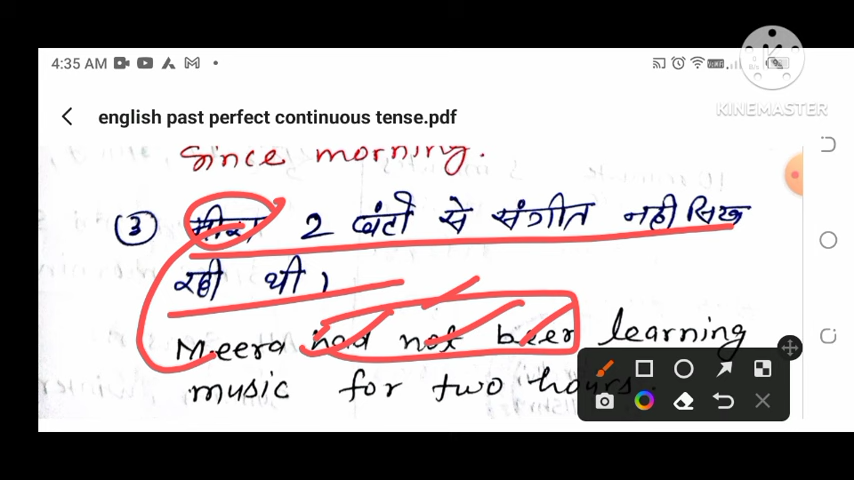 4:35 AM
KINEMASTER
english past perfect continuous tense.pdf
Since morning.
(3) मीरा 2 घंटों से संगीत नही सिख
रही थी।
Meera had not been learning
music for two hours.